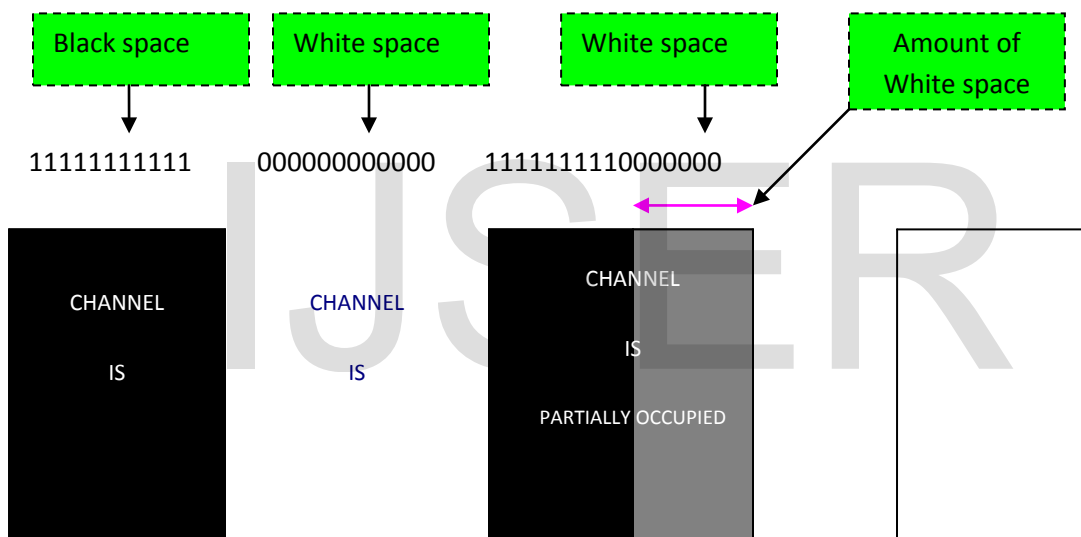 Black space
White space
White space
Amount of
White space
11111111111
000000000000
1111111110000000
IJSER
CHANNEL
IS
CHANNEL
IS
CHANNEL
IS
PARTIALLY OCCUPIED